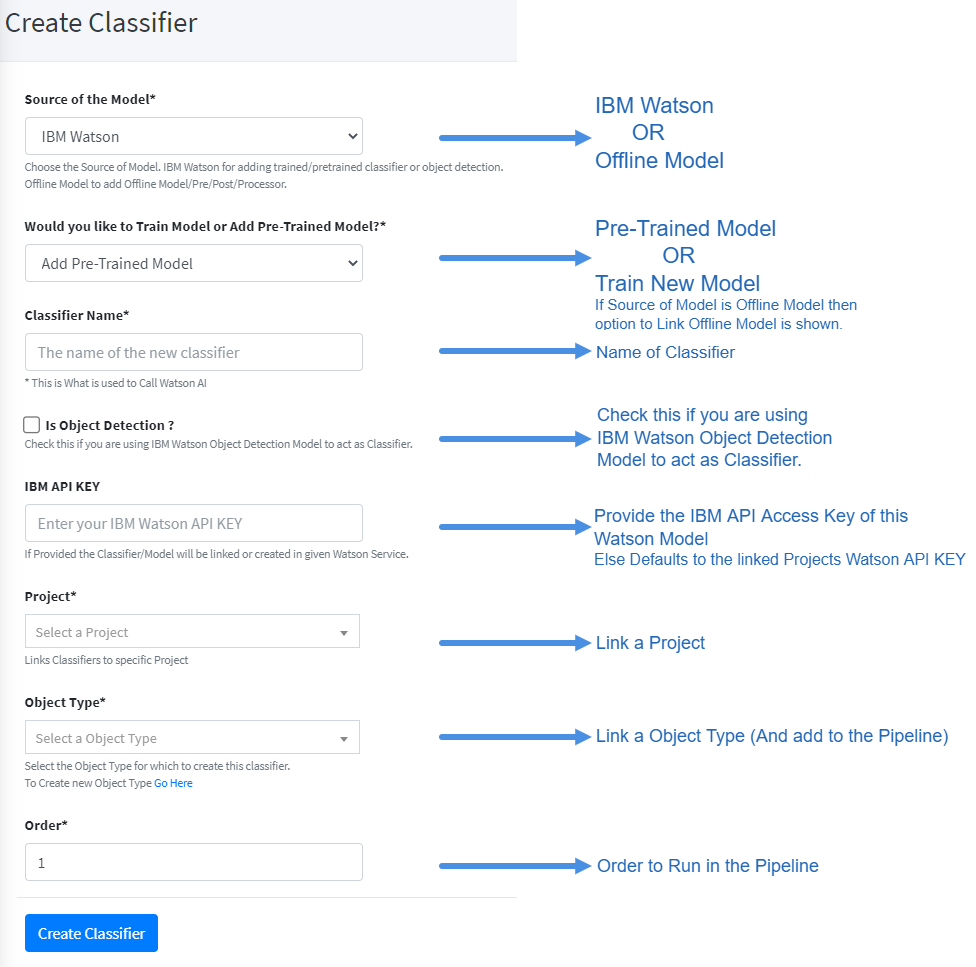 Create Classifier
Source of the Model*
IBM Watson
Choose the Source of Model. IBM Watson for adding trained/pretrained classifier or object detection.
Offline Model to add Offline Model/Pre/Post/Processor.
IBM Watson
OR
Offline Model
Would you like to Train Model or Add Pre-Trained Model?*
Add Pre-Trained Model
Pre-Trained Model
OR
Train New Model
If Source of Model is Offline Model then
option to Link Offline Model is shown.
Classifier Name*
The name of the new classifier
* This is What is used to Call Watson AI
Name of Classifier
Is Object Detection ?
Check this if you are using IBM Watson Object Detection Model to act as Classifier.
Check this if you are using
IBM Watson Object Detection
Model to act as Classifier.
IBM API KEY
Enter your IBM Watson API KEY
If Provided the Classifier/Model will be linked or created in given Watson Service.
Provide the IBM API Access Key of this
Watson Model
Else Defaults to the linked Projects Watson API KEY
Project*
Select a Project
Links Classifiers to specific Project
Link a Project
Object Type*
Select a Object Type
Select the Object Type for which to create this classifier.
To Create new Object Type Go Here
Link a Object Type (And add to the Pipeline)
Order*
1
Order to Run in the Pipeline
Create Classifier